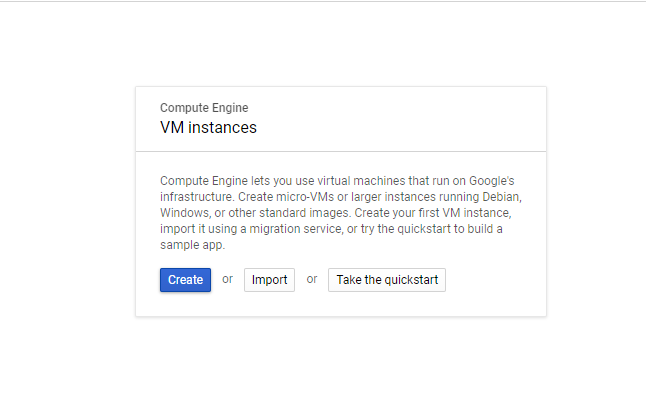 Compute Engine
VM instances
Compute Engine lets you use virtual machines that run on Google's
infrastructure. Create micro-VMs or larger instances running Debian,
Windows, or other standard images. Create your first VM instance,
import it using a migration service, or try the quickstart to build a
sample app.
Create or Import or Take the quickstart